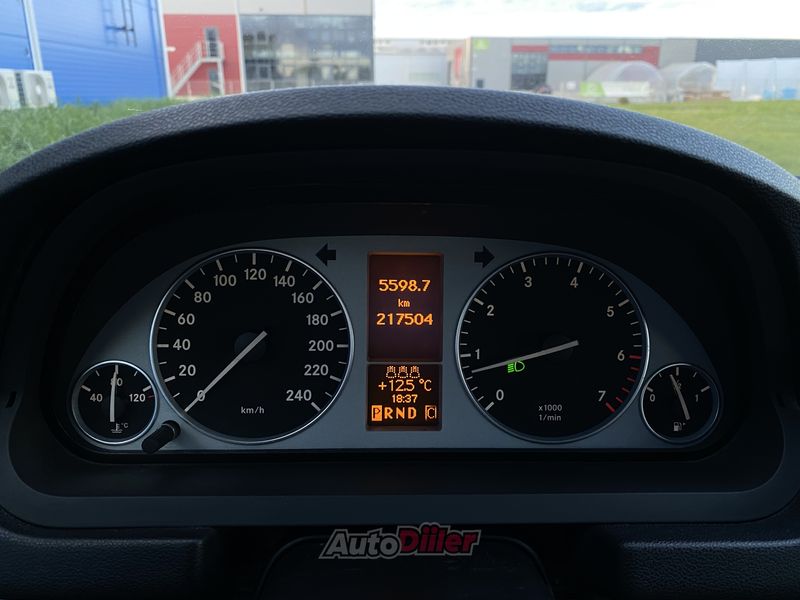 5598.7
km
217504
+12.5 °C
18:37
PRND C
0 20 40 60 80 100 120 140 160 180 200 220 240
km/h
0 1 2 3 4 5 6 7
x1000
1/min
40 80 120
°C
0 1
AutoDiler